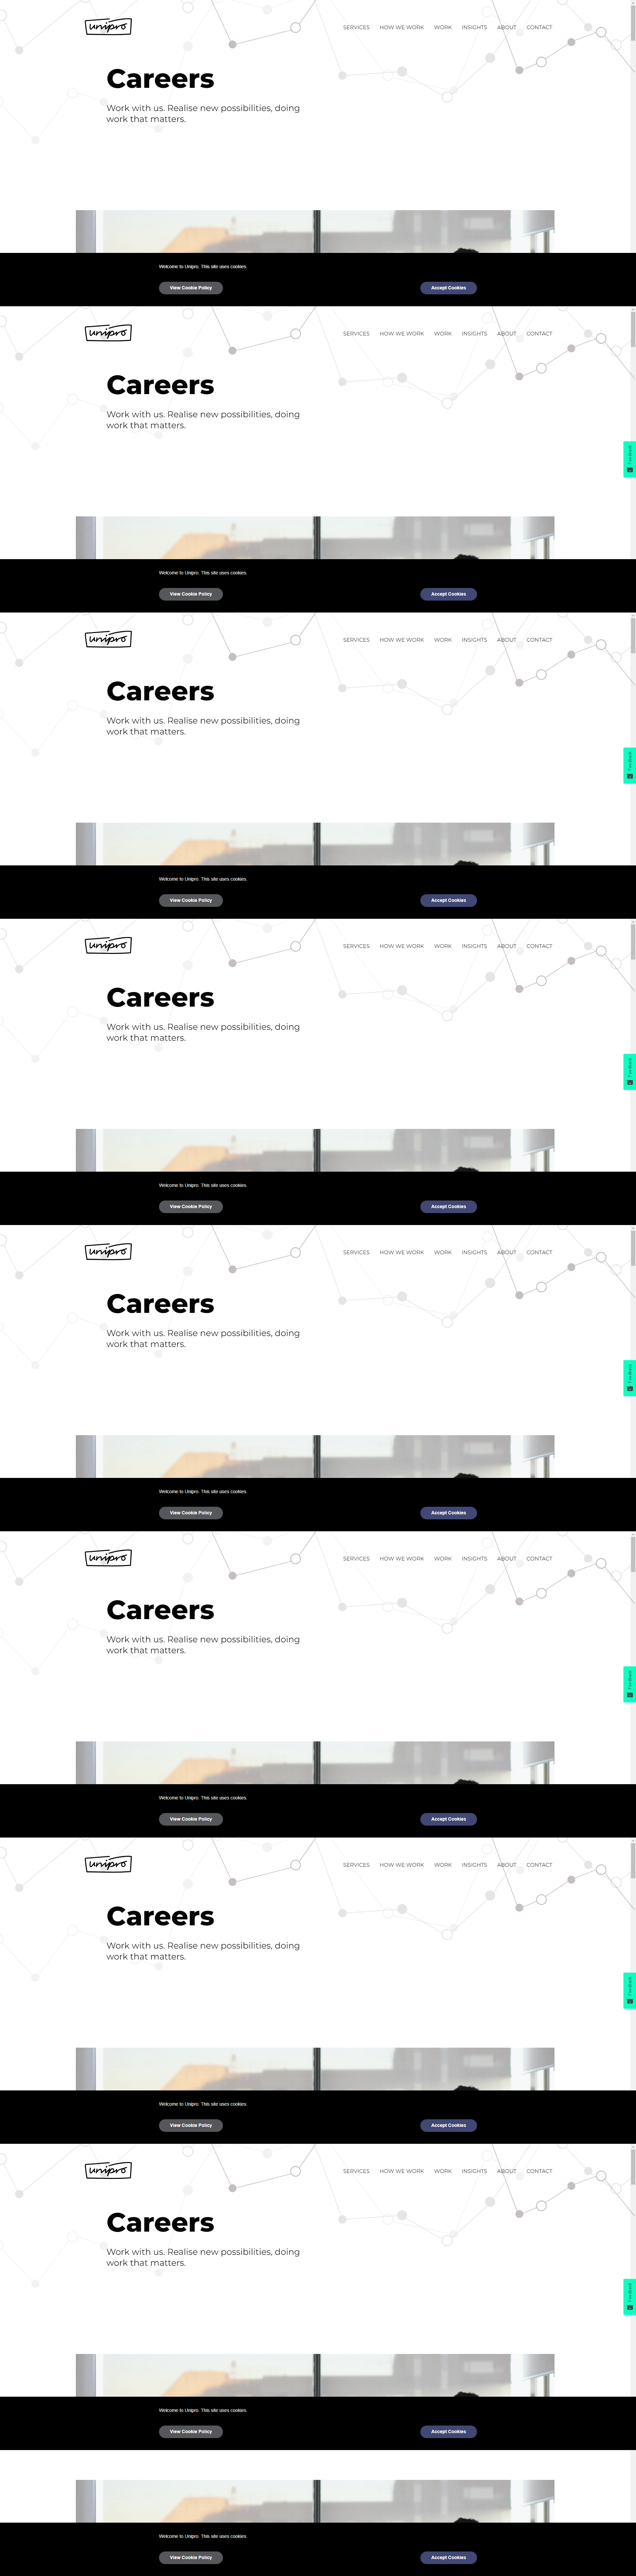 unipro
SERVICES HOW WE WORK WORK INSIGHTS ABOUT CONTACT
Careers
Work with us. Realise new possibilities, doing
work that matters.
Welcome to Unipro. This site uses cookies.
View Cookie Policy Accept Cookies
unipro
SERVICES HOW WE WORK WORK INSIGHTS ABOUT CONTACT
Careers
Work with us. Realise new possibilities, doing
work that matters.
Feedback
Welcome to Unipro. This site uses cookies.
View Cookie Policy Accept Cookies
unipro
SERVICES HOW WE WORK WORK INSIGHTS ABOUT CONTACT
Careers
Work with us. Realise new possibilities, doing
work that matters.
Feedback
Welcome to Unipro. This site uses cookies.
View Cookie Policy Accept Cookies
unipro
SERVICES HOW WE WORK WORK INSIGHTS ABOUT CONTACT
Careers
Work with us. Realise new possibilities, doing
work that matters.
Feedback
Welcome to Unipro. This site uses cookies.
View Cookie Policy Accept Cookies
unipro
SERVICES HOW WE WORK WORK INSIGHTS ABOUT CONTACT
Careers
Work with us. Realise new possibilities, doing
work that matters.
Feedback
Welcome to Unipro. This site uses cookies.
View Cookie Policy Accept Cookies
unipro
SERVICES HOW WE WORK WORK INSIGHTS ABOUT CONTACT
Careers
Work with us. Realise new possibilities, doing
work that matters.
Feedback
Welcome to Unipro. This site uses cookies.
View Cookie Policy Accept Cookies
unipro
SERVICES HOW WE WORK WORK INSIGHTS ABOUT CONTACT
Careers
Work with us. Realise new possibilities, doing
work that matters.
Feedback
Welcome to Unipro. This site uses cookies.
View Cookie Policy Accept Cookies
unipro
SERVICES HOW WE WORK WORK INSIGHTS ABOUT CONTACT
Careers
Work with us. Realise new possibilities, doing
work that matters.
Feedback
Welcome to Unipro. This site uses cookies.
View Cookie Policy Accept Cookies
Welcome to Unipro. This site uses cookies.
View Cookie Policy Accept Cookies